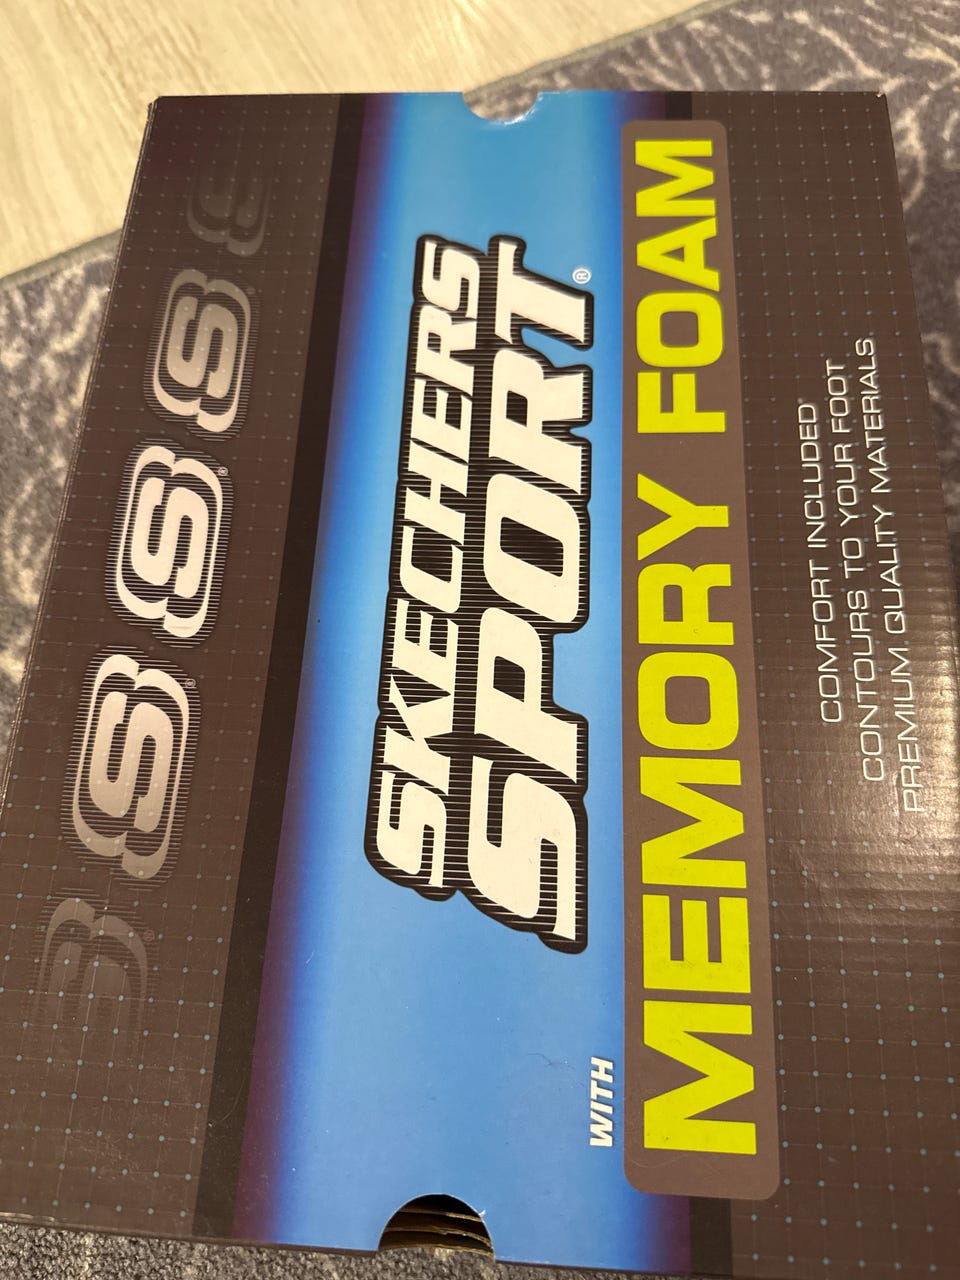 S
S ®
S ®
®
SKECHERS
SPORT®
WITH
MEMORY FOAM
COMFORT INCLUDED
CONTOURS TO YOUR FOOT
PREMIUM QUALITY MATERIALS